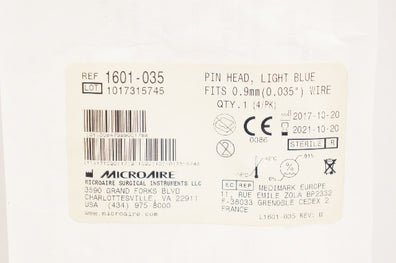 REF 1601-035
LOT 1017315745
PIN HEAD, LIGHT BLUE
FITS 0.9mm(0.035") WIRE
QTY.1 (4/PK)
2017-10-20
2021-10-20
CE
0086
STERILE R
MICROAIRE
MICROAIRE SURGICAL INSTRUMENTS LLC
3590 GRAND FORKS BLVD
CHARLOTTESVILLE, VA 22911
USA (434) 975-8000
www.microaire.com
EC REP MEDIMARK EUROPE
11, RUE EMILE ZOLA BP2332
F-38033 GRENOBLE CEDEX 2
FRANCE
L1601-035 REV. B